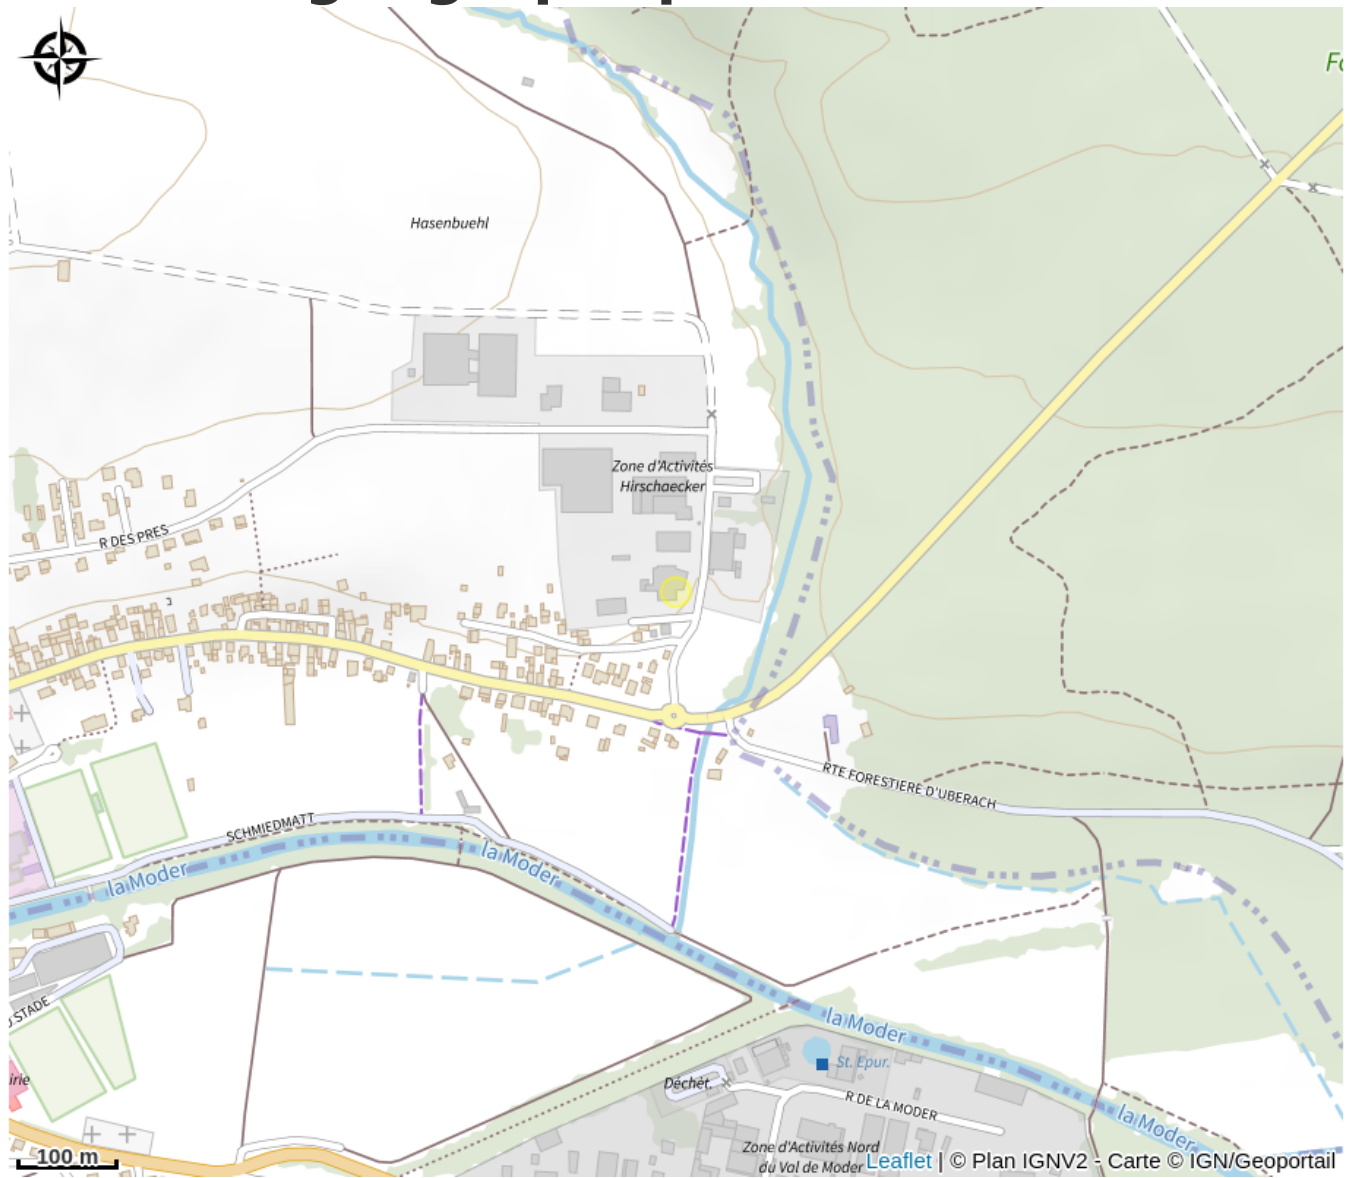 Hasenbuehl
Zone d'Activités
Hirschaecker
R DES PRES
RTE FORESTIERE D'UBERACH
SCHMIEDMATT
la Moder
la Moder
STADE
la Moder
St. Epur.
Déchèt.
R DE LA MODER
la Moder
Zone d'Activités Nord
du Val de Moder
100 m
Leaflet | © Plan IGNV2 - Carte © IGN/Geoportail